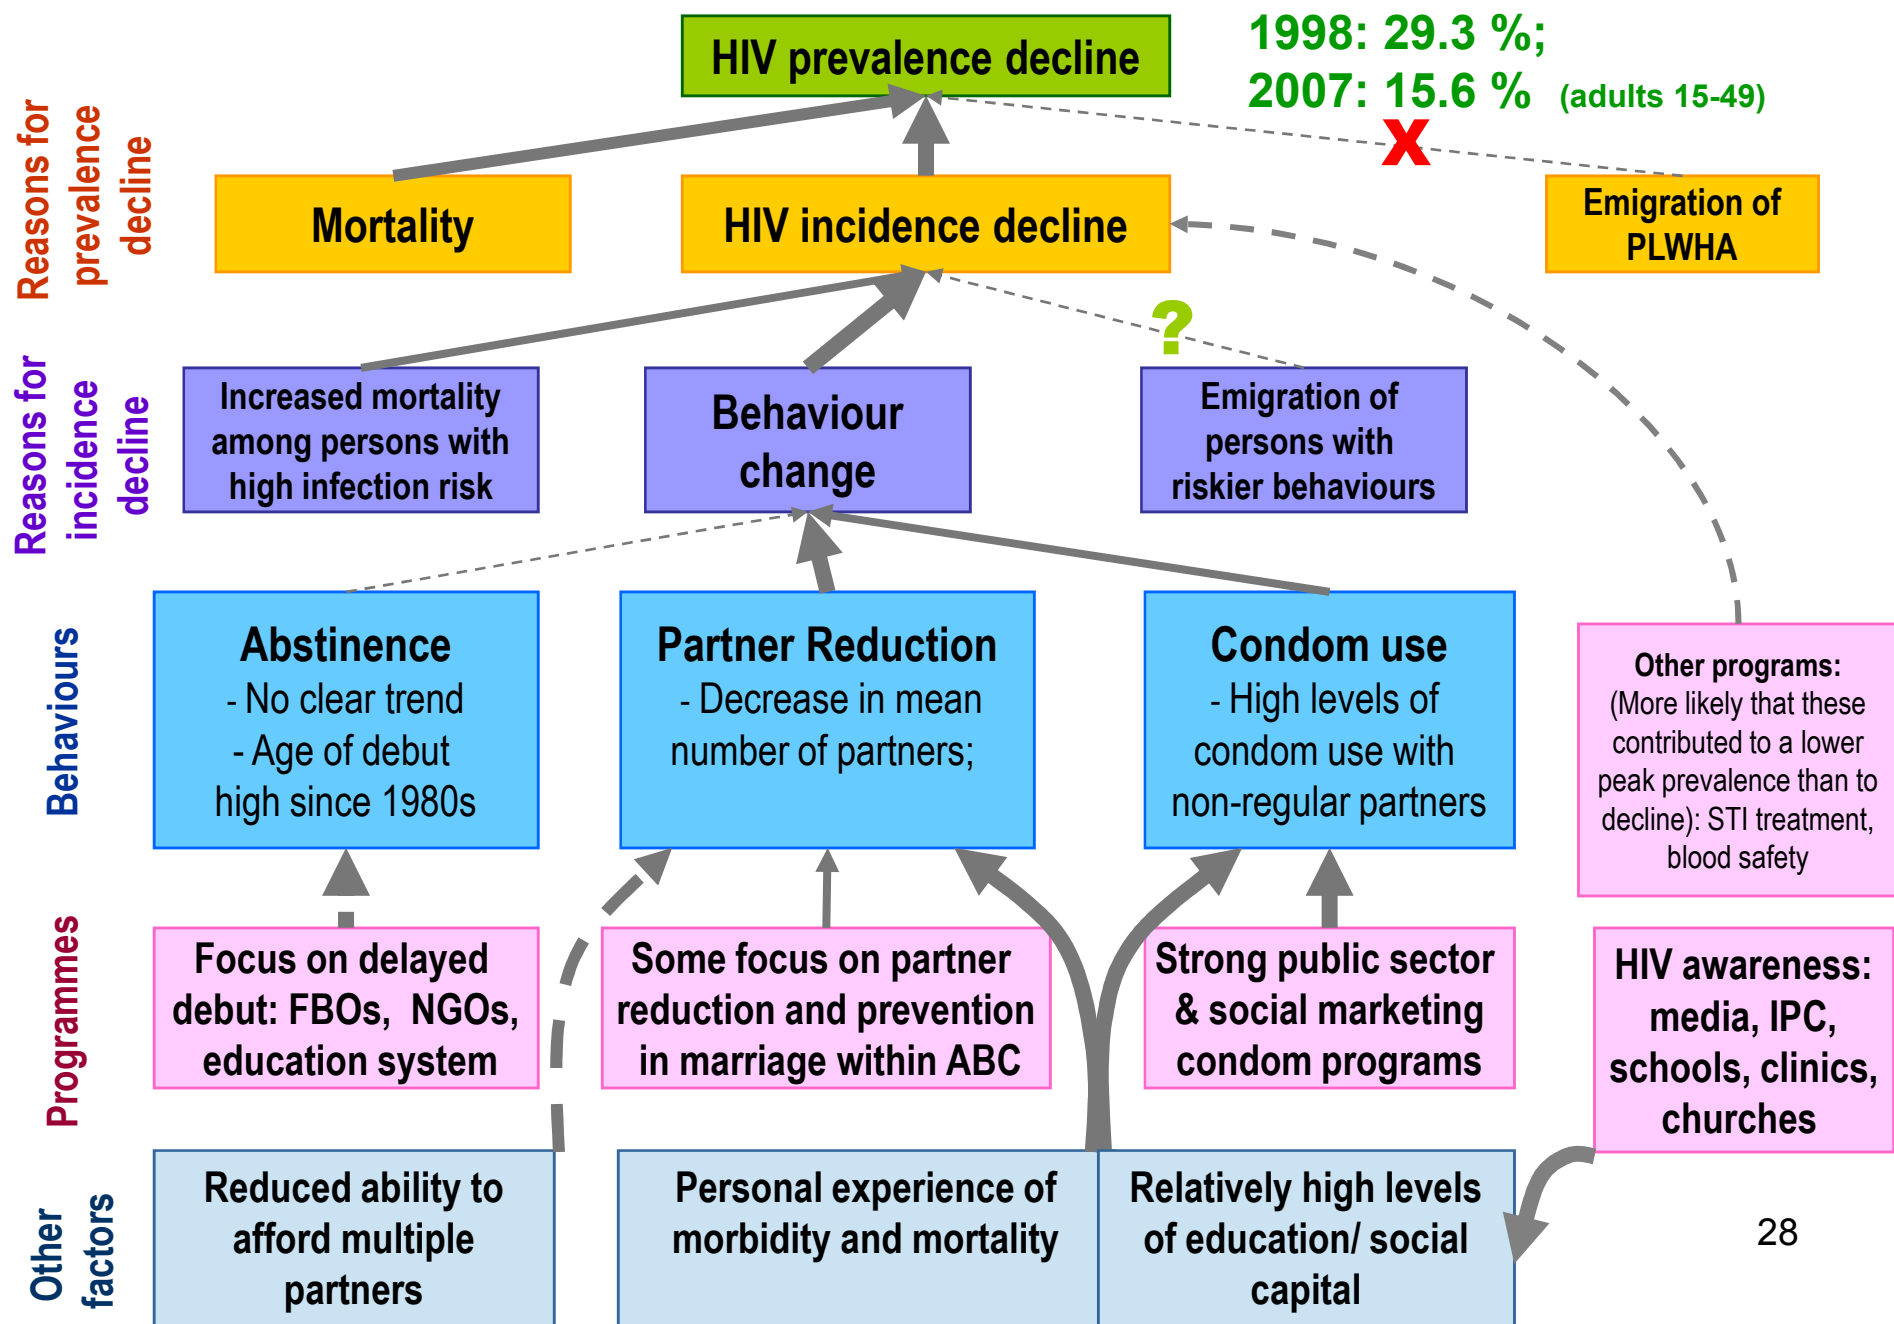 HIV prevalence decline
1998: 29.3 %;
2007: 15.6 % (adults 15-49)
X
Reasons for
prevalence
decline
Mortality
HIV incidence decline
Emigration of
PLWHA
?
Reasons for
incidence
decline
Increased mortality
among persons with
high infection risk
Behaviour
change
Emigration of
persons with
riskier behaviours
Behaviours
Abstinence
- No clear trend
- Age of debut
high since 1980s
Partner Reduction
- Decrease in mean
number of partners;
Condom use
- High levels of
condom use with
non-regular partners
Other programs:
(More likely that these
contributed to a lower
peak prevalence than to
decline): STI treatment,
blood safety
Programmes
Focus on delayed
debut: FBOs, NGOs,
education system
Some focus on partner
reduction and prevention
in marriage within ABC
Strong public sector
& social marketing
condom programs
HIV awareness:
media, IPC,
schools, clinics,
churches
Other
factors
Reduced ability to
afford multiple
partners
Personal experience of
morbidity and mortality
Relatively high levels
of education/ social
capital
28